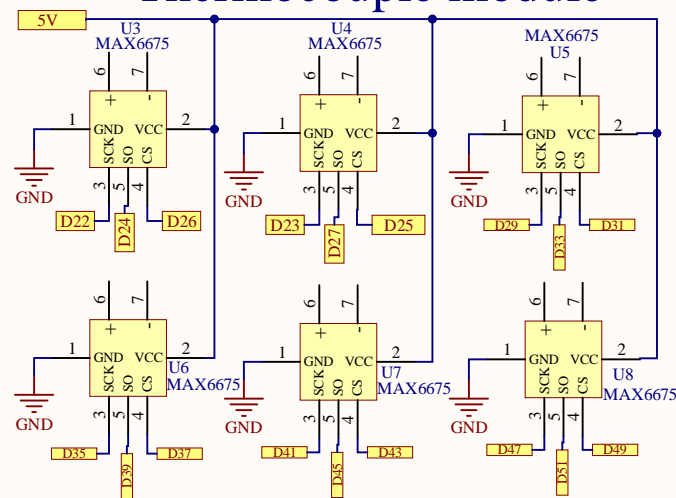 Thermocouple module
5V
U3
MAX6675
6
7
+
-
1
GND
VCC
2
SCK
SO
CS
3
5
4
GND
D22
D24
D26
U4
MAX6675
6
7
+
-
1
GND
VCC
2
SCK
SO
CS
3
5
4
GND
D23
D27
D25
MAX6675
U5
6
7
+
-
1
GND
VCC
2
SCK
SO
CS
3
5
4
GND
D29
D33
D31
6
7
+
-
1
GND
VCC
2
U6
MAX6675
SCK
SO
CS
3
5
4
GND
D35
D39
D37
6
7
+
-
1
GND
VCC
2
U7
MAX6675
SCK
SO
CS
3
5
4
GND
D41
D45
D43
6
7
+
-
1
GND
VCC
2
U8
MAX6675
SCK
SO
CS
3
5
4
GND
D47
D51
D49